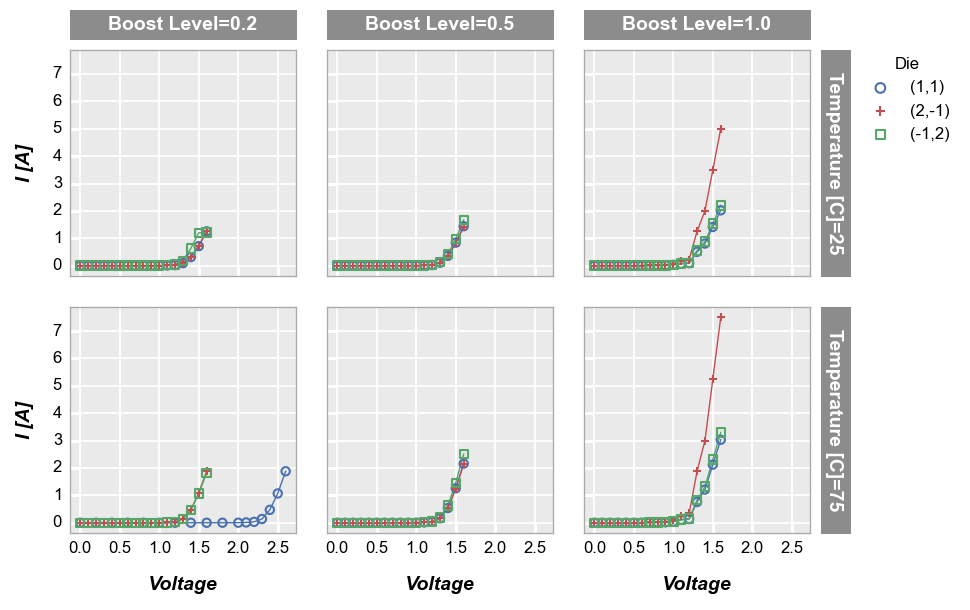 Boost Level=0.2 Boost Level=0.5 Boost Level=1.0
Die
(1,1)
(2,-1)
(-1,2)
I [A]
7
6
5
4
3
2
1
0
Temperature [C]=25
I [A]
7
6
5
4
3
2
1
0
Temperature [C]=75
0.0 0.5 1.0 1.5 2.0 2.5 0.0 0.5 1.0 1.5 2.0 2.5 0.0 0.5 1.0 1.5 2.0 2.5
Voltage Voltage Voltage